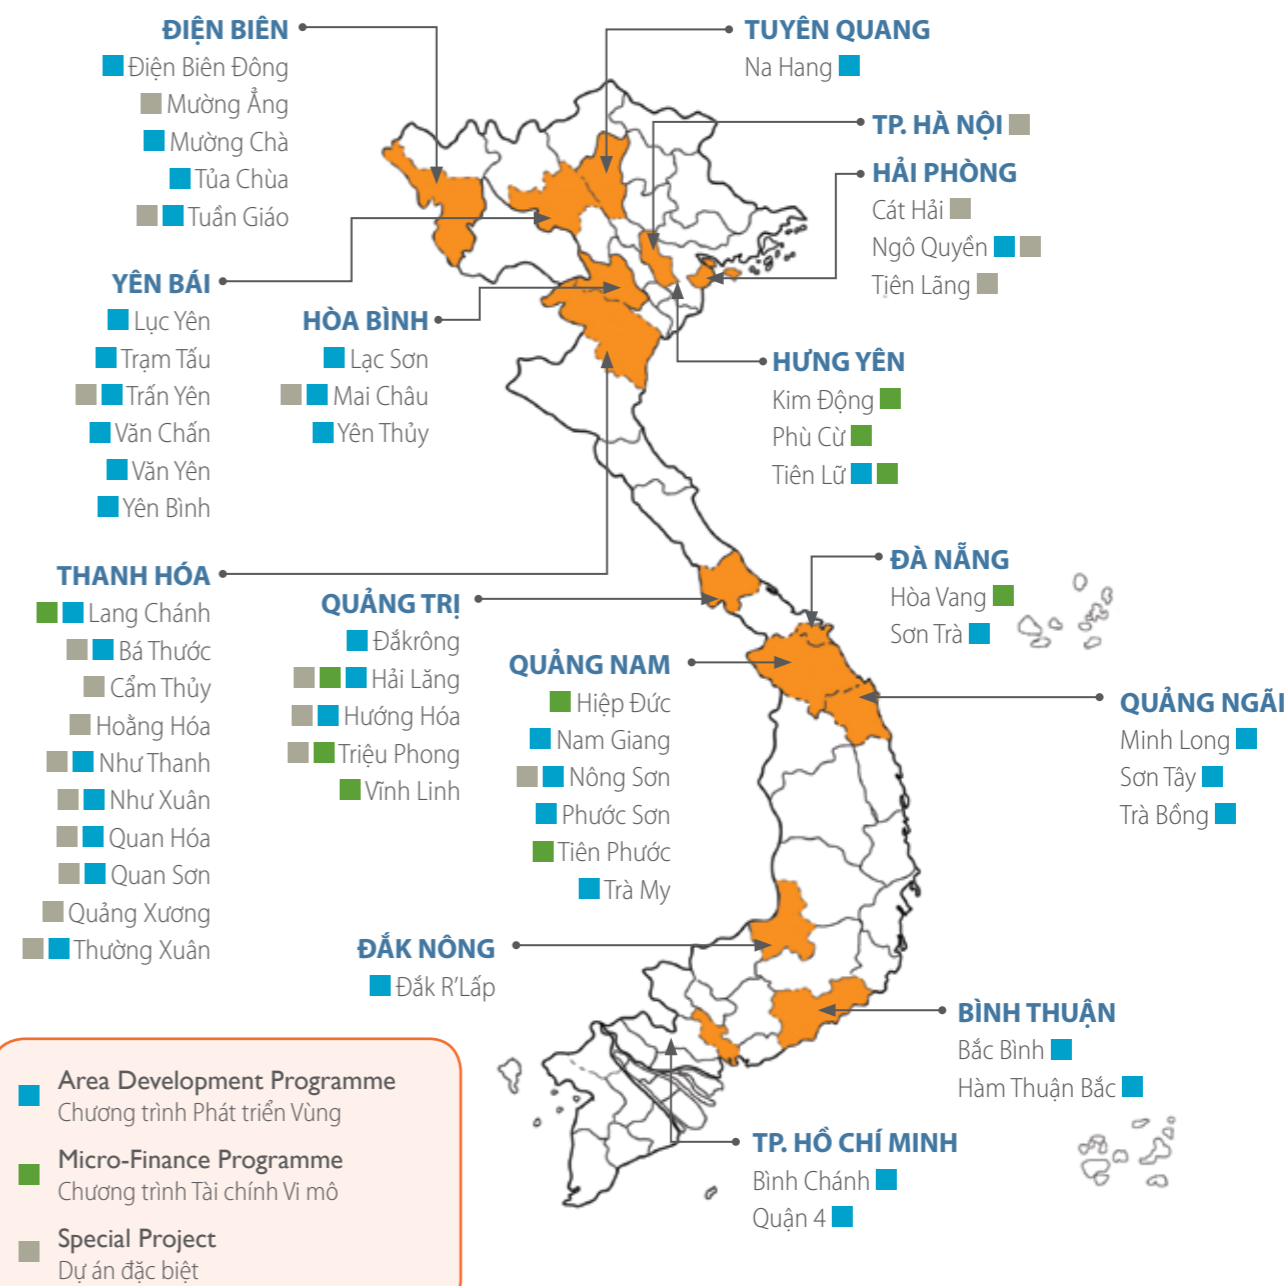 ĐIỆN BIÊN
Điện Biên Đông
Mường Ẳng
Mường Chà
Tủa Chùa
Tuần Giáo
TUYÊN QUANG
Na Hang
TP. HÀ NỘI
HẢI PHÒNG
Cát Hải
Ngô Quyền
Tiên Lãng
YÊN BÁI
Lục Yên
Trạm Tấu
Trấn Yên
Văn Chấn
Văn Yên
Yên Bình
HÒA BÌNH
Lạc Sơn
Mai Châu
Yên Thủy
HƯNG YÊN
Kim Động
Phù Cừ
Tiên Lữ
THANH HÓA
Lang Chánh
Bá Thước
Cẩm Thủy
Hoằng Hóa
Như Thanh
Như Xuân
Quan Hóa
Quan Sơn
Quảng Xương
Thường Xuân
QUẢNG TRỊ
Đắkrông
Hải Lăng
Hướng Hóa
Triệu Phong
Vĩnh Linh
ĐÀ NẴNG
Hòa Vang
Sơn Trà
QUẢNG NAM
Hiệp Đức
Nam Giang
Nông Sơn
Phước Sơn
Tiên Phước
Trà My
QUẢNG NGÃI
Minh Long
Sơn Tây
Trà Bồng
ĐẮK NÔNG
Đắk R'Lấp
BÌNH THUẬN
Bắc Bình
Hàm Thuận Bắc
TP. HỒ CHÍ MINH
Bình Chánh
Quận 4
Area Development Programme
Chương trình Phát triển Vùng
Micro-Finance Programme
Chương trình Tài chính Vi mô
Special Project
Dự án đặc biệt